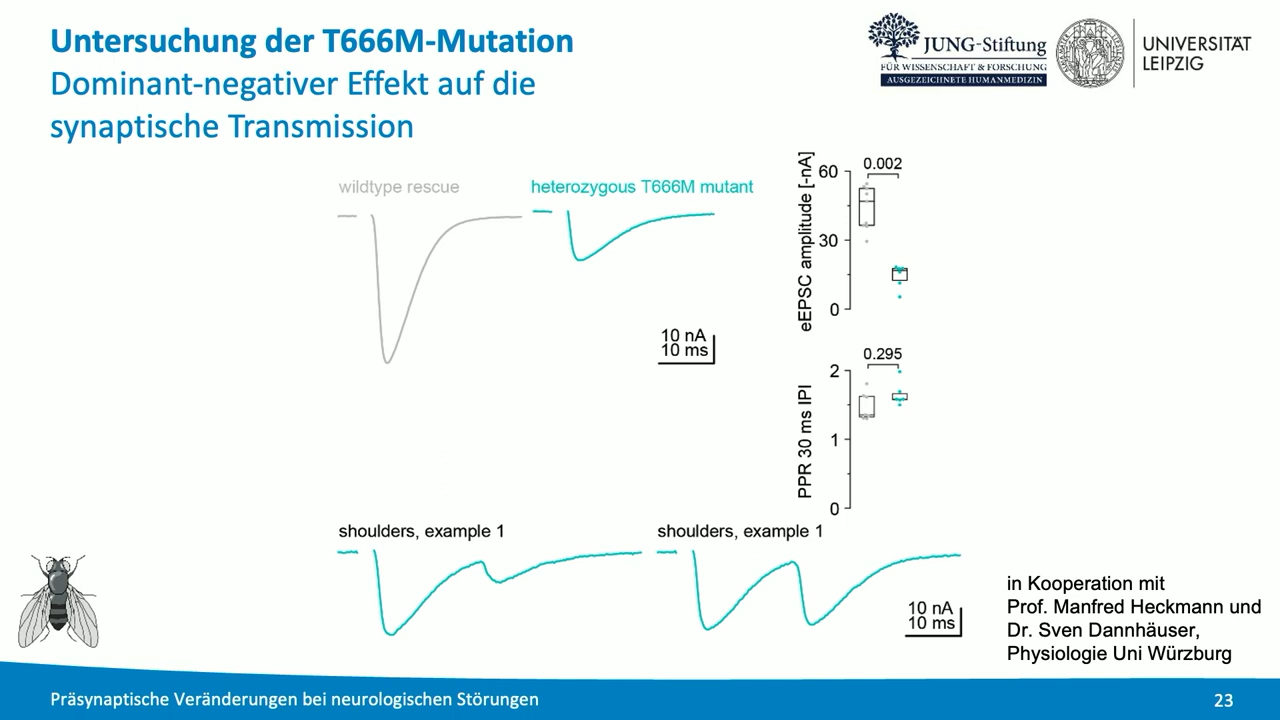 Untersuchung der T666M-Mutation
Dominant-negativer Effekt auf die
synaptische Transmission
JUNG-Stiftung
FÜR WISSENSCHAFT & FORSCHUNG
AUSGEZEICHNETE HUMANMEDIZIN
UNIVERSITÄT
LEIPZIG
wildtype rescue
heterozygous T666M mutant
10 nA
10 ms
eEPSC amplitude [-nA]
60
30
0
0.002
PPR 30 ms IPI
2
1
0
0.295
shoulders, example 1
shoulders, example 1
10 nA
10 ms
in Kooperation mit
Prof. Manfred Heckmann und
Dr. Sven Dannhäuser,
Physiologie Uni Würzburg
Präsynaptische Veränderungen bei neurologischen Störungen
23